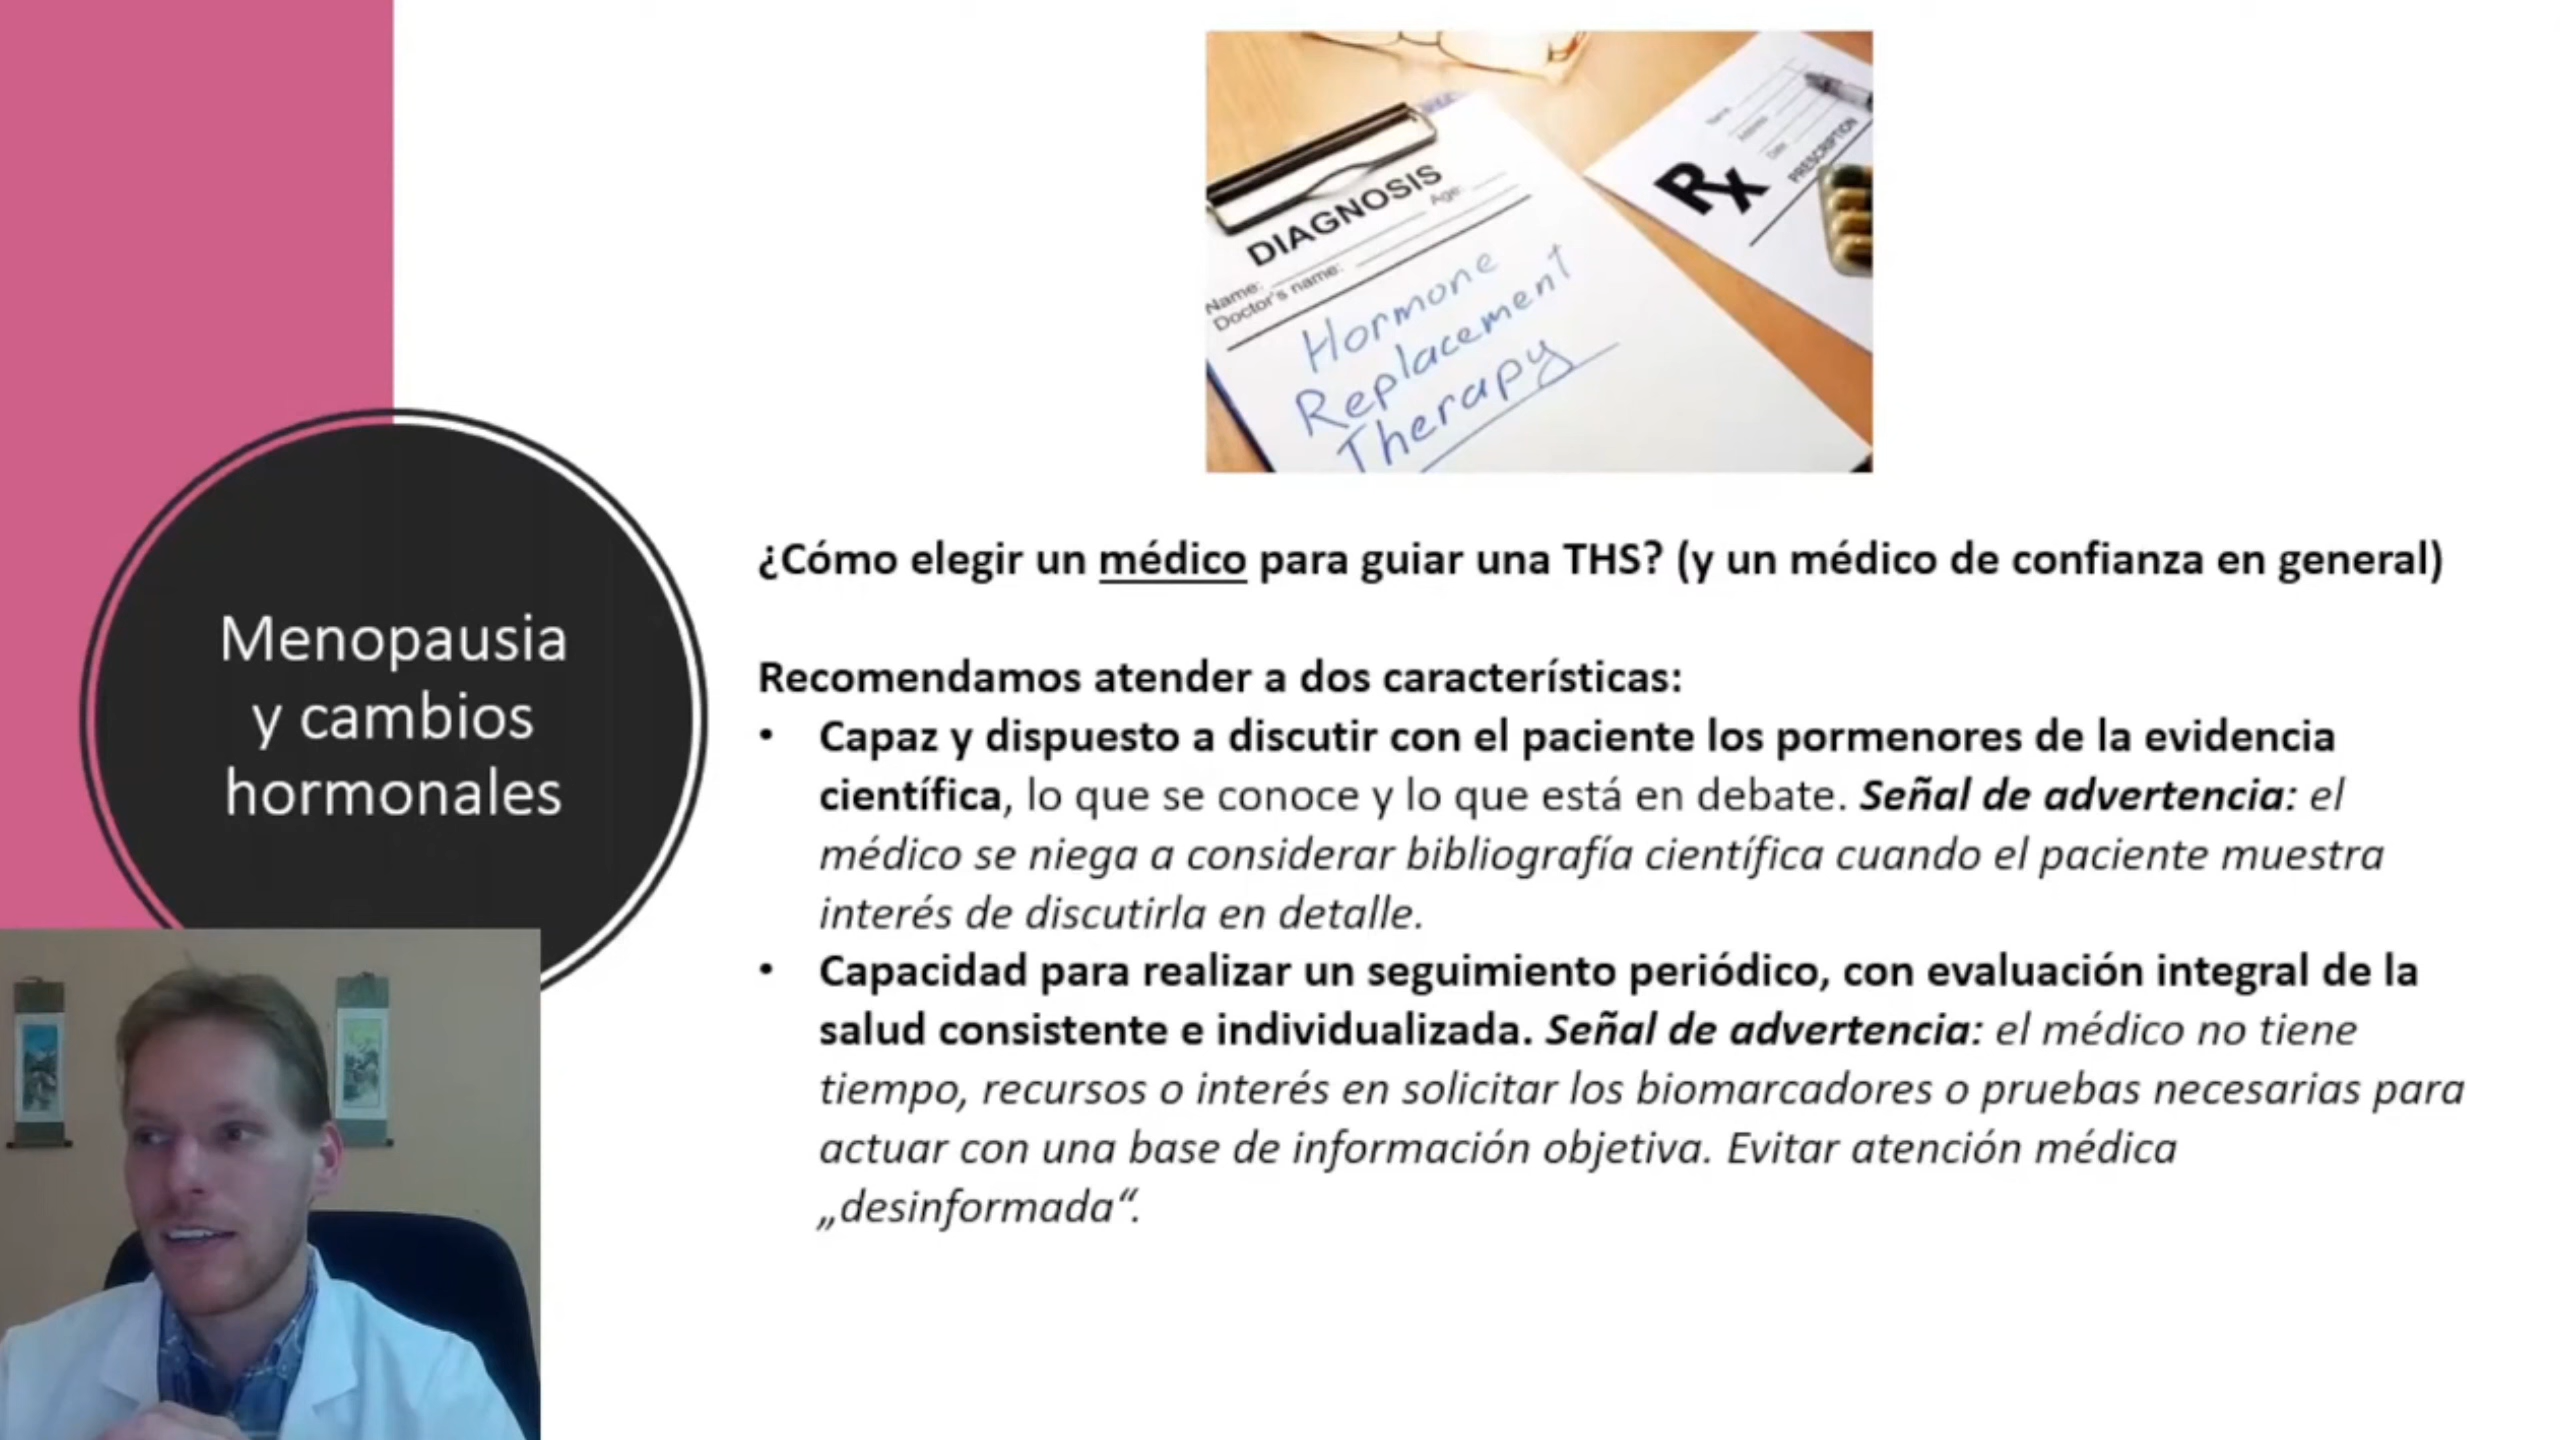 DIAGNOSIS
Name:
Age:
Doctor's name:
Hormone
Replacement
Therapy
Rx
Name
Address
Date
PRESCRIPTION
Menopausia
y cambios
hormonales
¿Cómo elegir un médico para guiar una THS? (y un médico de confianza en general)
Recomendamos atender a dos características:
• Capaz y dispuesto a discutir con el paciente los pormenores de la evidencia
científica, lo que se conoce y lo que está en debate. Señal de advertencia: el
médico se niega a considerar bibliografía científica cuando el paciente muestra
interés de discutirla en detalle.
• Capacidad para realizar un seguimiento periódico, con evaluación integral de la
salud consistente e individualizada. Señal de advertencia: el médico no tiene
tiempo, recursos o interés en solicitar los biomarcadores o pruebas necesarias para
actuar con una base de información objetiva. Evitar atención médica
„desinformada“.